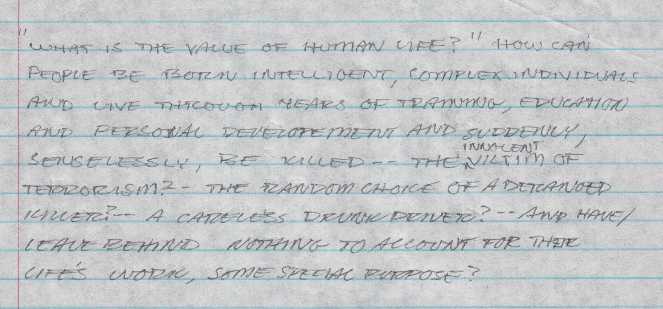 "WHAT IS THE VALUE OF HUMAN LIFE?" HOW CAN
PEOPLE BE BORN INTELLIGENT, COMPLEX INDIVIDUALS
AND LIVE THROUGH YEARS OF TRAINING, EDUCATION
AND PERSONAL DEVELOPEMENT AND SUDDENLY,
INNOCENT
SENSELESSLY, BE KILLED -- THE VICTIM OF
TERRORISM? - THE RANDOM CHOICE OF A DERANGED
KILLER? -- A CARELESS DRUNK DRIVER? -- AND HAVE/
LEAVE BEHIND NOTHING TO ACCOUNT FOR THEIR
LIFE'S WORK, SOME SPECIAL PURPOSE?